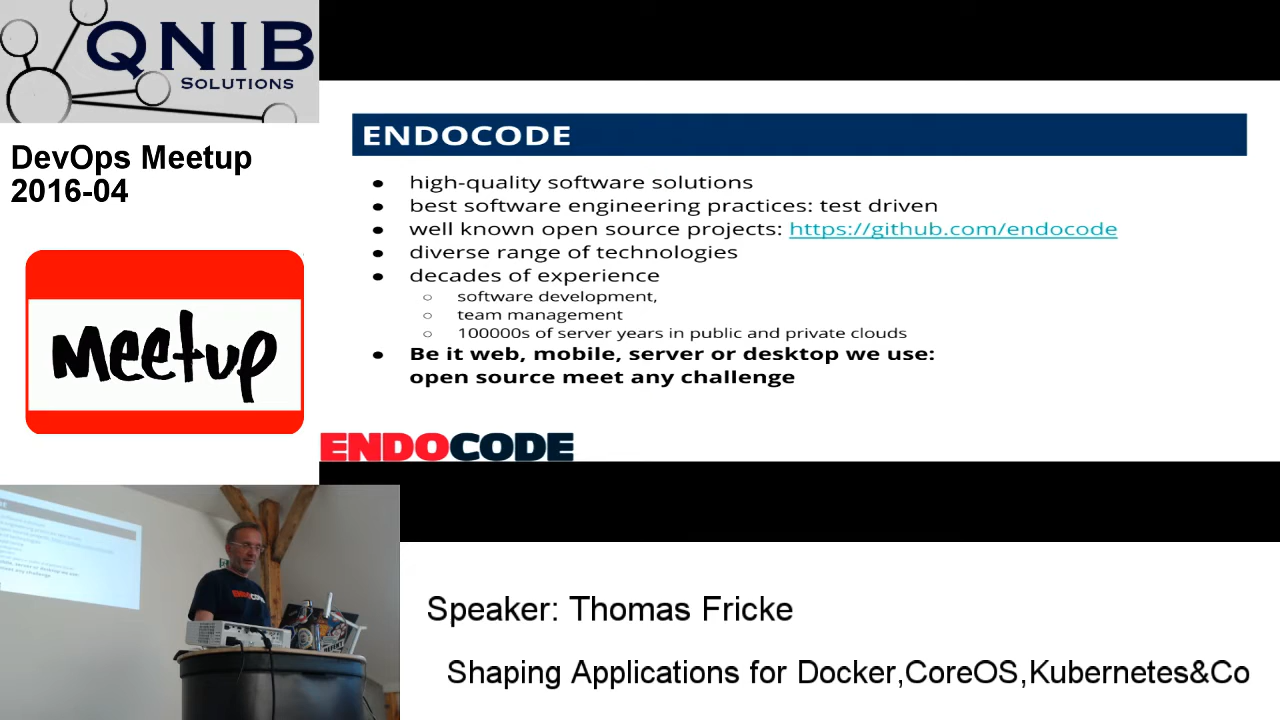 QNIB
SOLUTIONS
DevOps Meetup
2016-04
meetup
ENDOCODE
● high-quality software solutions
● best software engineering practices: test driven
● well known open source projects: https://github.com/endocode
● diverse range of technologies
● decades of experience
○ software development,
○ team management
○ 100000s of server years in public and private clouds
● Be it web, mobile, server or desktop we use:
open source meet any challenge
ENDOCODE
ENDOCODE
Speaker: Thomas Fricke
Shaping Applications for Docker,CoreOS,Kubernetes&Co